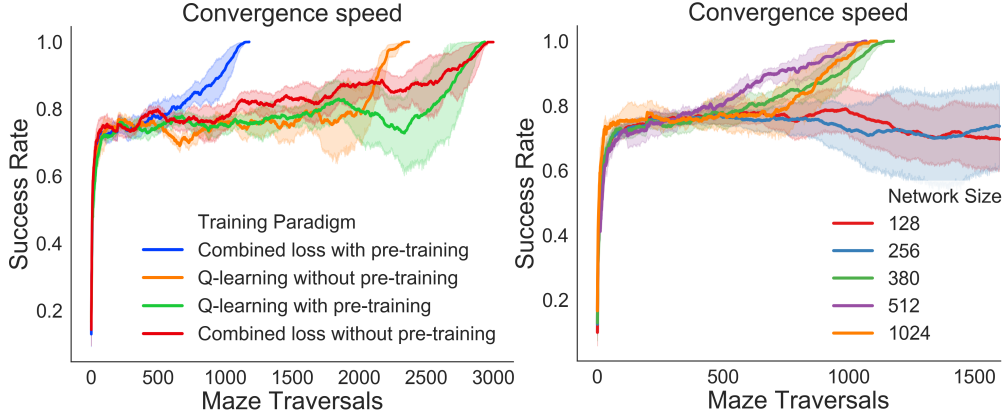 Convergence speed
Success Rate
1.0
0.8
0.6
0.4
0.2
Training Paradigm
Combined loss with pre-training
Q-learning without pre-training
Q-learning with pre-training
Combined loss without pre-training
0 500 1000 1500 2000 2500 3000
Maze Traversals
Convergence speed
Success Rate
1.0
0.8
0.6
0.4
0.2
Network Size
128
256
380
512
1024
0 500 1000 1500
Maze Traversals